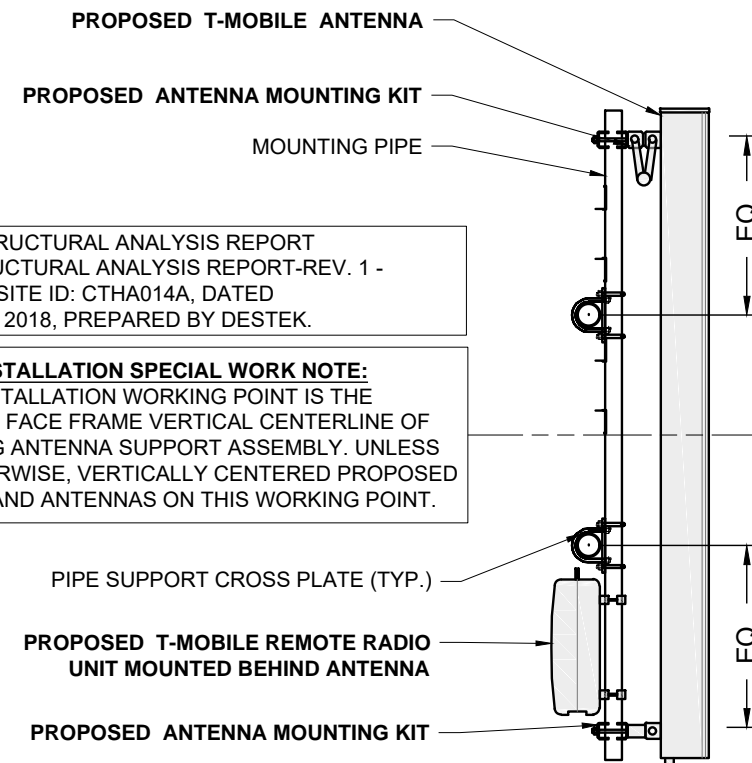 PROPOSED T-MOBILE ANTENNA
PROPOSED ANTENNA MOUNTING KIT
MOUNTING PIPE
EQ
RUCTURAL ANALYSIS REPORT
UCTURAL ANALYSIS REPORT-REV. 1 -
SITE ID: CTHA014A, DATED
2018, PREPARED BY DESTEK.
STALLATION SPECIAL WORK NOTE:
TALLATION WORKING POINT IS THE
FACE FRAME VERTICAL CENTERLINE OF
G ANTENNA SUPPORT ASSEMBLY. UNLESS
ERWISE, VERTICALLY CENTERED PROPOSED
AND ANTENNAS ON THIS WORKING POINT.
PIPE SUPPORT CROSS PLATE (TYP.)
EQ
PROPOSED T-MOBILE REMOTE RADIO
UNIT MOUNTED BEHIND ANTENNA
PROPOSED ANTENNA MOUNTING KIT